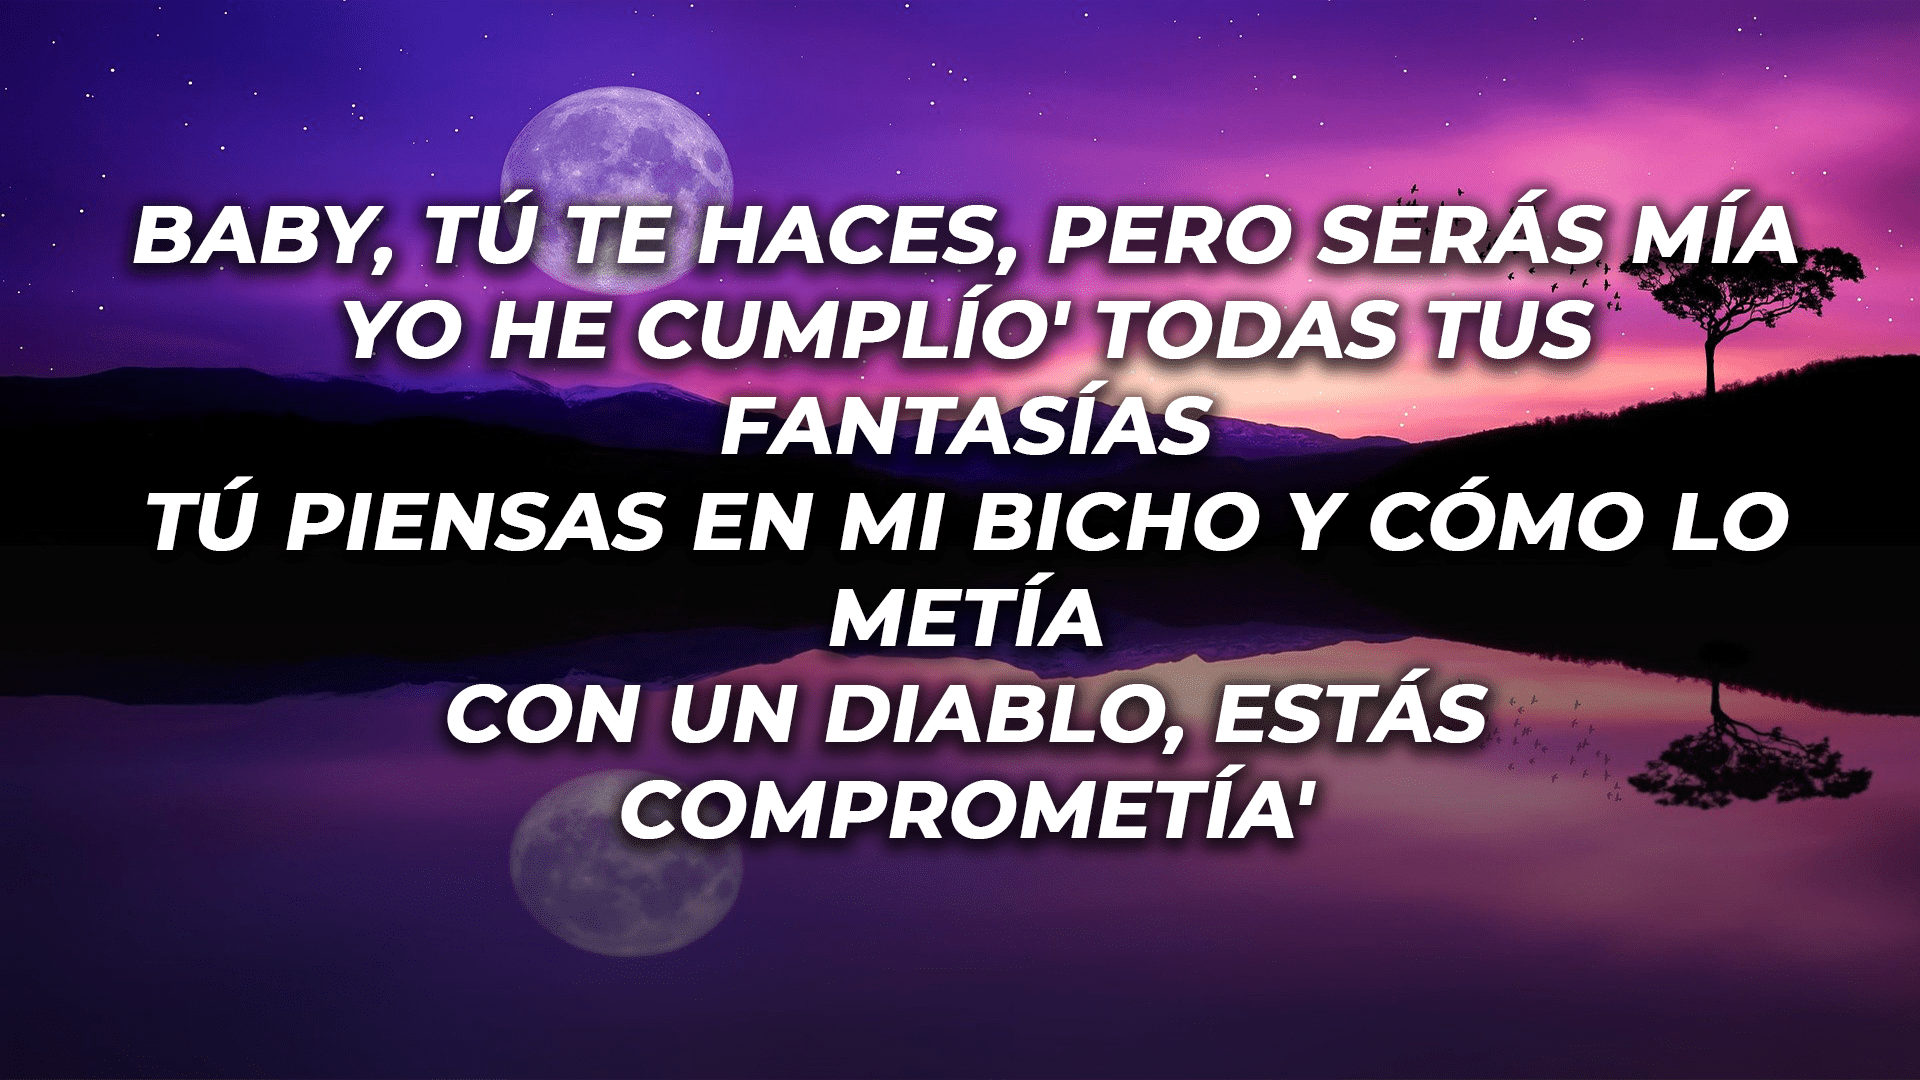 BABY, TÚ TE HACES, PERO SERÁS MÍA
YO HE CUMPLÍO' TODAS TUS
FANTASÍAS
TÚ PIENSAS EN MI BICHO Y CÓMO LO
METÍA
CON UN DIABLO, ESTÁS
COMPROMETÍA'